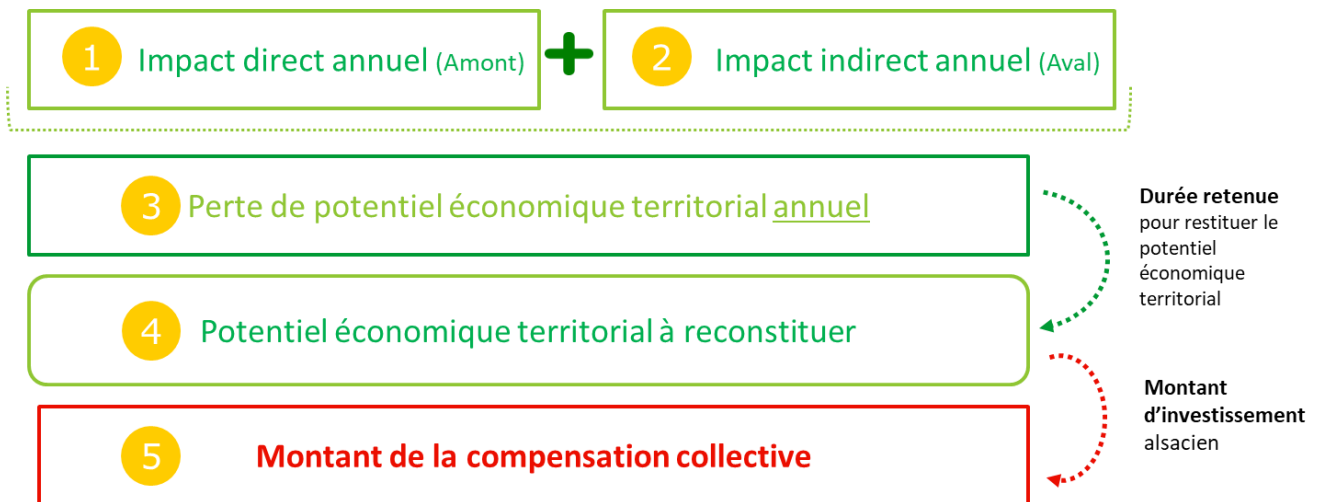 1 Impact direct annuel (Amont) + 2 Impact indirect annuel (Aval)
3 Perte de potentiel économique territorial annuel
Durée retenue
pour restituer le
potentiel
économique
territorial
4 Potentiel économique territorial à reconstituer
Montant
d'investissement
alsacien
5 Montant de la compensation collective